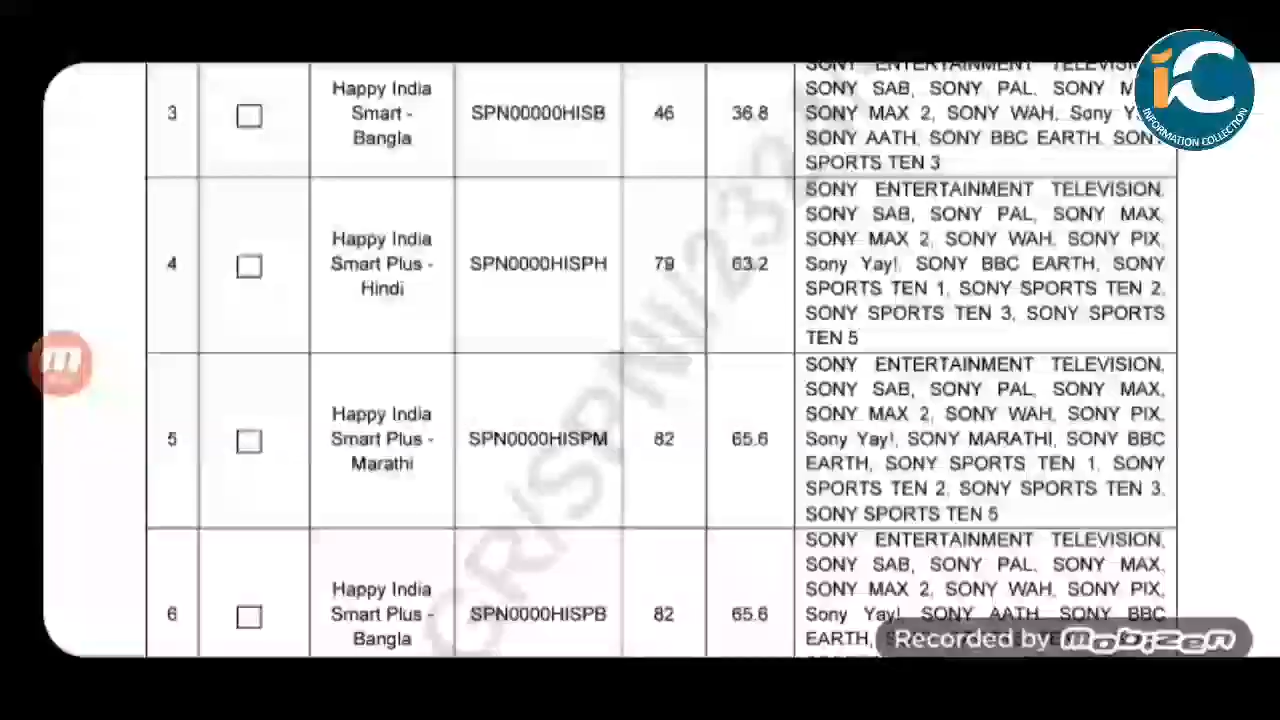 SONY ENTERTAINMENT TELEVISION
3 Happy India Smart - Bangla SPN00000HISB 46 36.8
SONY SAB, SONY PAL, SONY
SONY MAX 2, SONY WAH, Sony
SONY AATH, SONY BBC EARTH, SONY
SPORTS TEN 3
4 Happy India Smart Plus - Hindi SPN0000HISPH 79 63.2
SONY ENTERTAINMENT TELEVISION,
SONY SAB, SONY PAL, SONY MAX,
SONY MAX 2, SONY WAH, SONY PIX,
Sony Yay!, SONY BBC EARTH, SONY
SPORTS TEN 1, SONY SPORTS TEN 2,
SONY SPORTS TEN 3, SONY SPORTS
TEN 5
5 Happy India Smart Plus - Marathi SPN0000HISPM 82 65.6
SONY ENTERTAINMENT TELEVISION,
SONY SAB, SONY PAL, SONY MAX,
SONY MAX 2, SONY WAH, SONY PIX,
Sony Yay!, SONY MARATHI, SONY BBC
EARTH, SONY SPORTS TEN 1, SONY
SPORTS TEN 2, SONY SPORTS TEN 3,
SONY SPORTS TEN 5
6 Happy India Smart Plus - Bangla SPN0000HISPB 82 65.6
SONY ENTERTAINMENT TELEVISION,
SONY SAB, SONY PAL, SONY MAX,
SONY MAX 2, SONY WAH, SONY PIX,
Sony Yay!, SONY AATH, SONY BBC
EARTH,
iC
INFORMATION COLLECTION
Recorded by mobizen